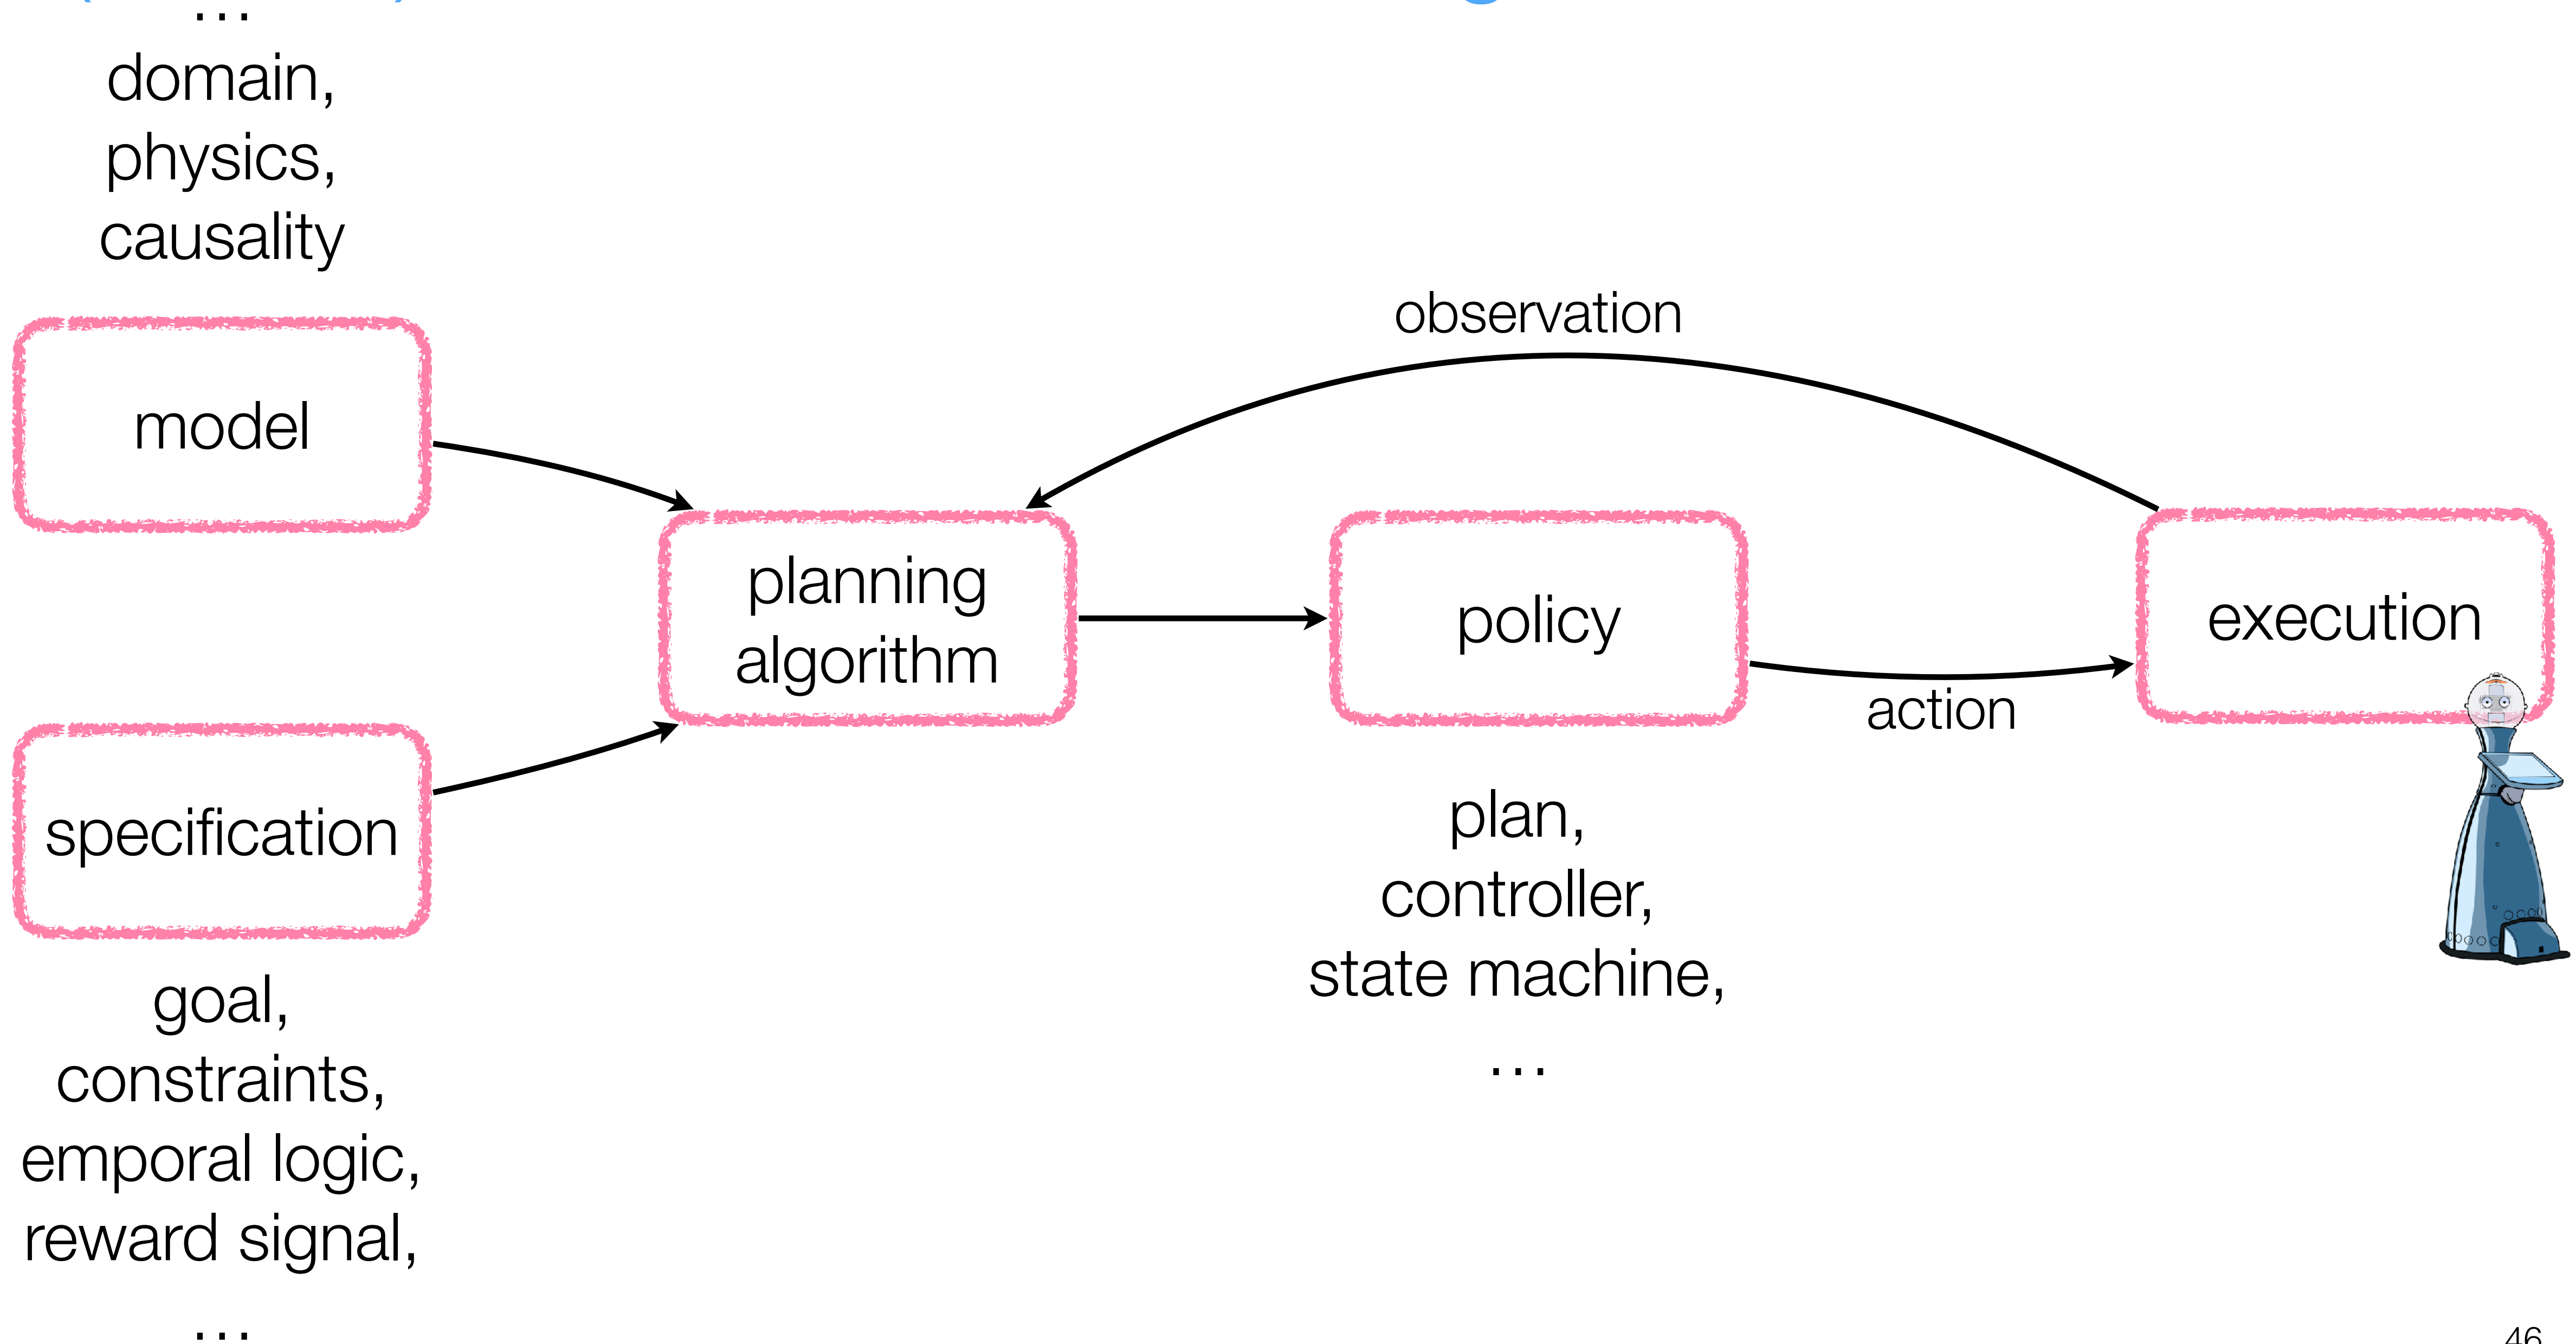 ...
domain,
physics,
causality
model
observation
planning
algorithm
policy
execution
action
specification
plan,
controller,
state machine,
...
goal,
constraints,
emporal logic,
reward signal,
...
46